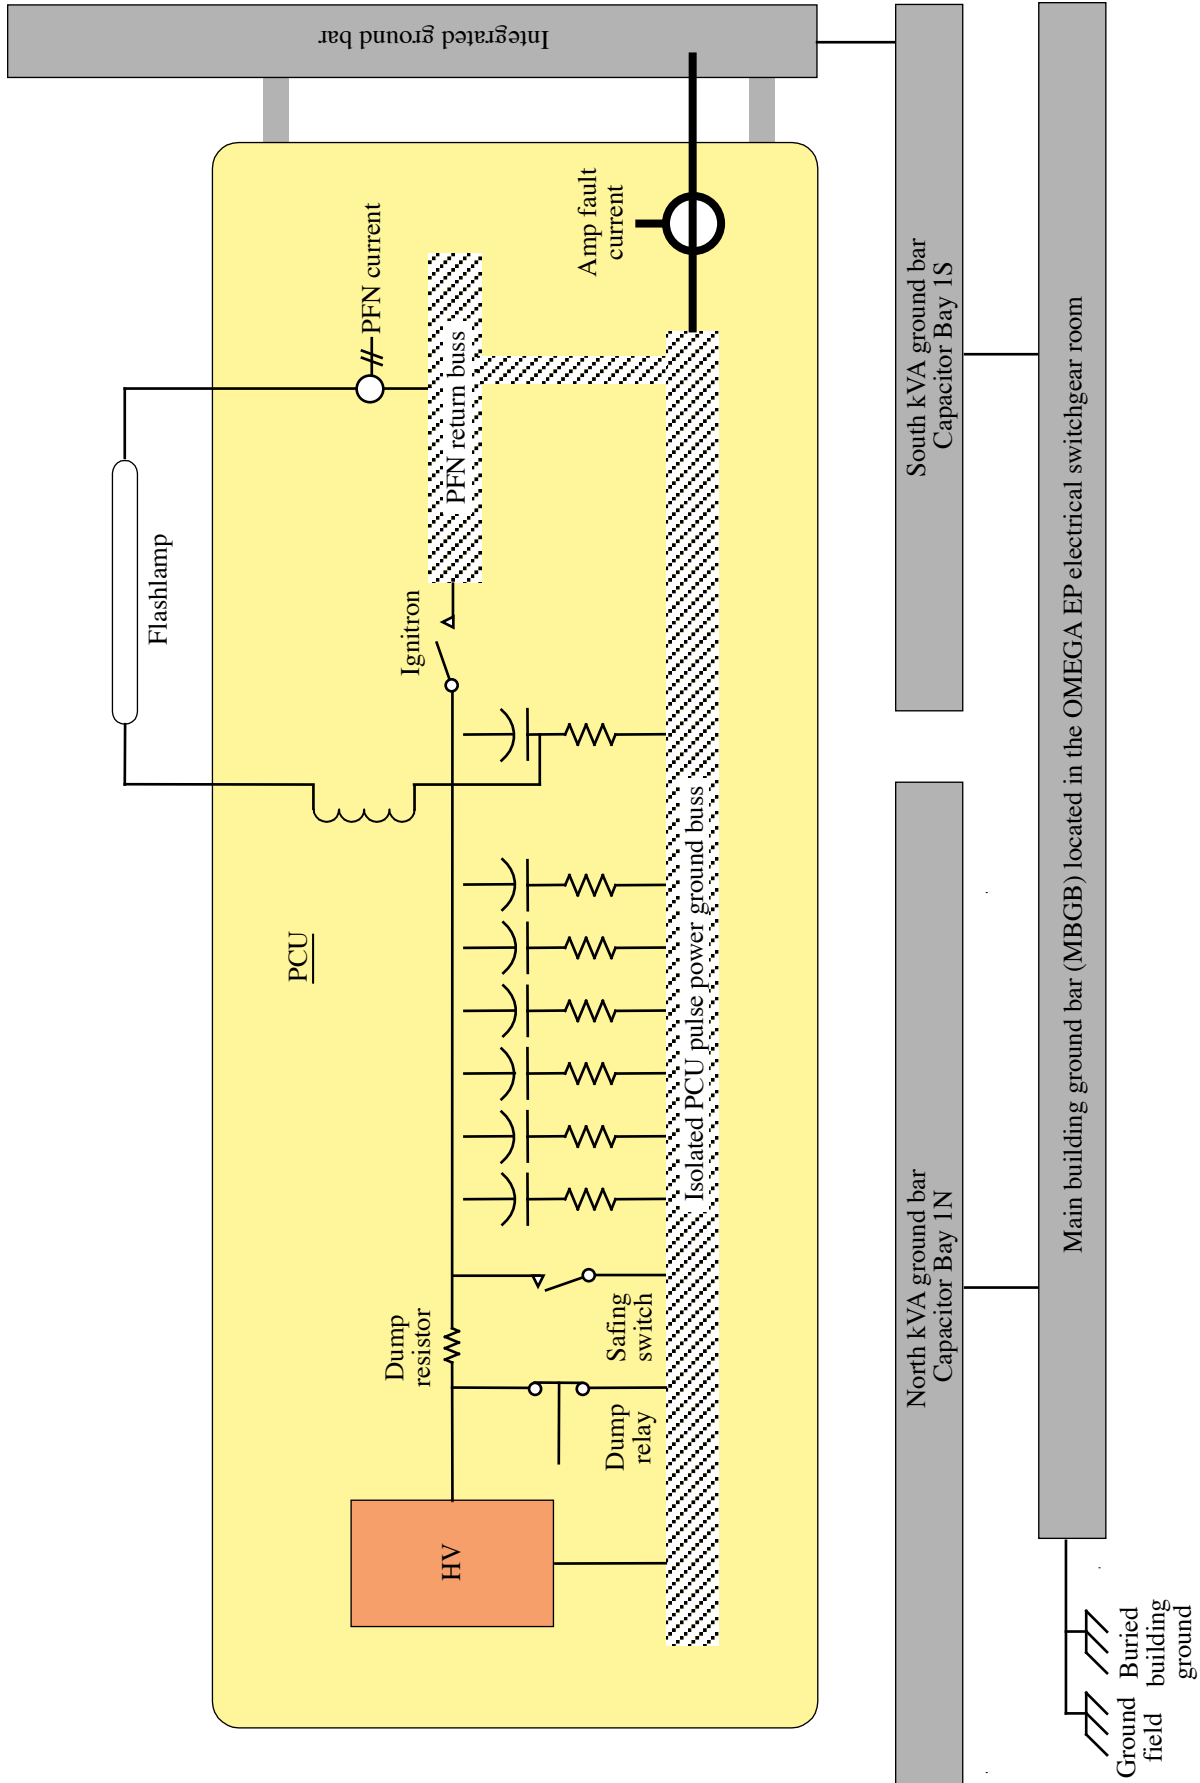 Integrated ground bar
Flashlamp
PFN current
Amp fault
current
PFN return buss
Ignitron
PCU
Isolated PCU pulse power ground buss
Dump
resistor
Safing
switch
Dump
relay
HV
South kVA ground bar
Capacitor Bay 1S
North kVA ground bar
Capacitor Bay 1N
Main building ground bar (MBGB) located in the OMEGA EP electrical switchgear room
Ground
field
Buried
building
ground